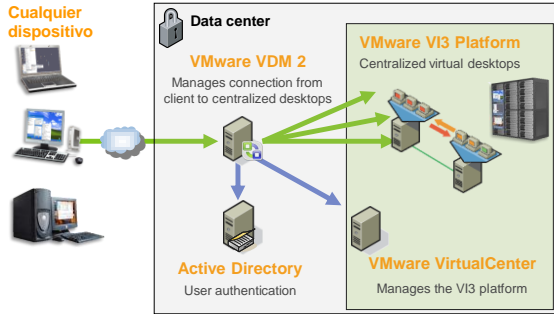 Cualquier
dispositivo
Data center
VMware VDM 2
Manages connection from
client to centralized desktops
VMware VI3 Platform
Centralized virtual desktops
Active Directory
User authentication
VMware VirtualCenter
Manages the VI3 platform